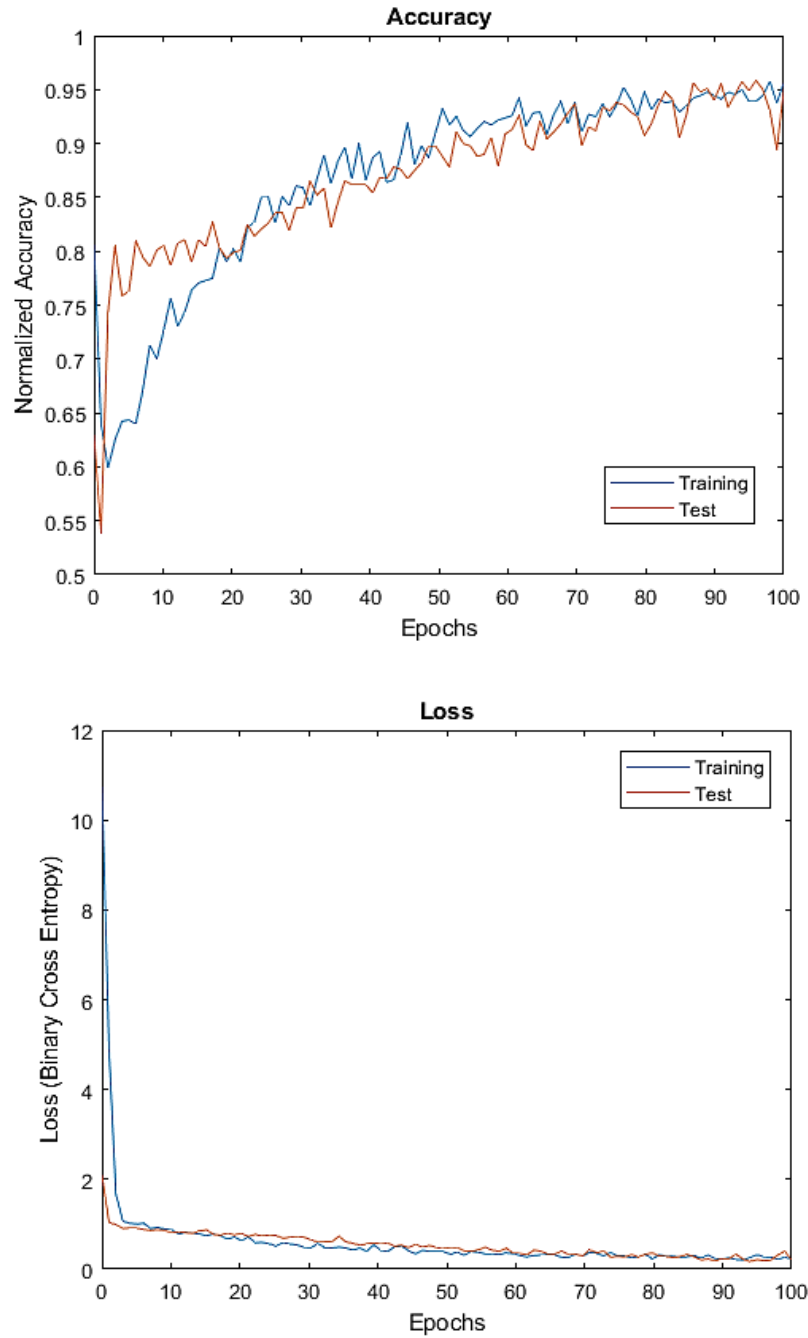 Accuracy
1
0.95
0.9
0.85
0.8
0.75
0.7
0.65
0.6
0.55
0.5
Normalized Accuracy
Training
Test
0 10 20 30 40 50 60 70 80 90 100
Epochs
Loss
12
10
8
6
4
2
0
Loss (Binary Cross Entropy)
Training
Test
0 10 20 30 40 50 60 70 80 90 100
Epochs